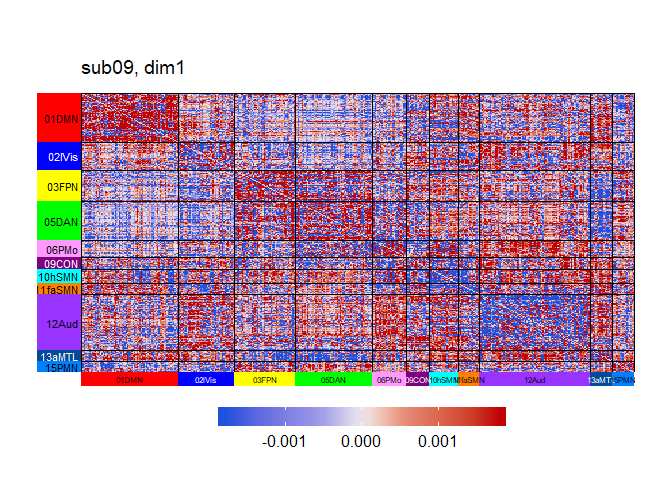 sub09, dim1
01DMN
02lVis
03FPN
05DAN
06PMo
09CON
10hSMN
11faSMN
12Aud
13aMTL
15PMN
01DMN 02lVis 03FPN 05DAN 06PMo 09CON 10hSMN 11faSMN 12Aud 13aMTL 15PMN
-0.001 0.000 0.001